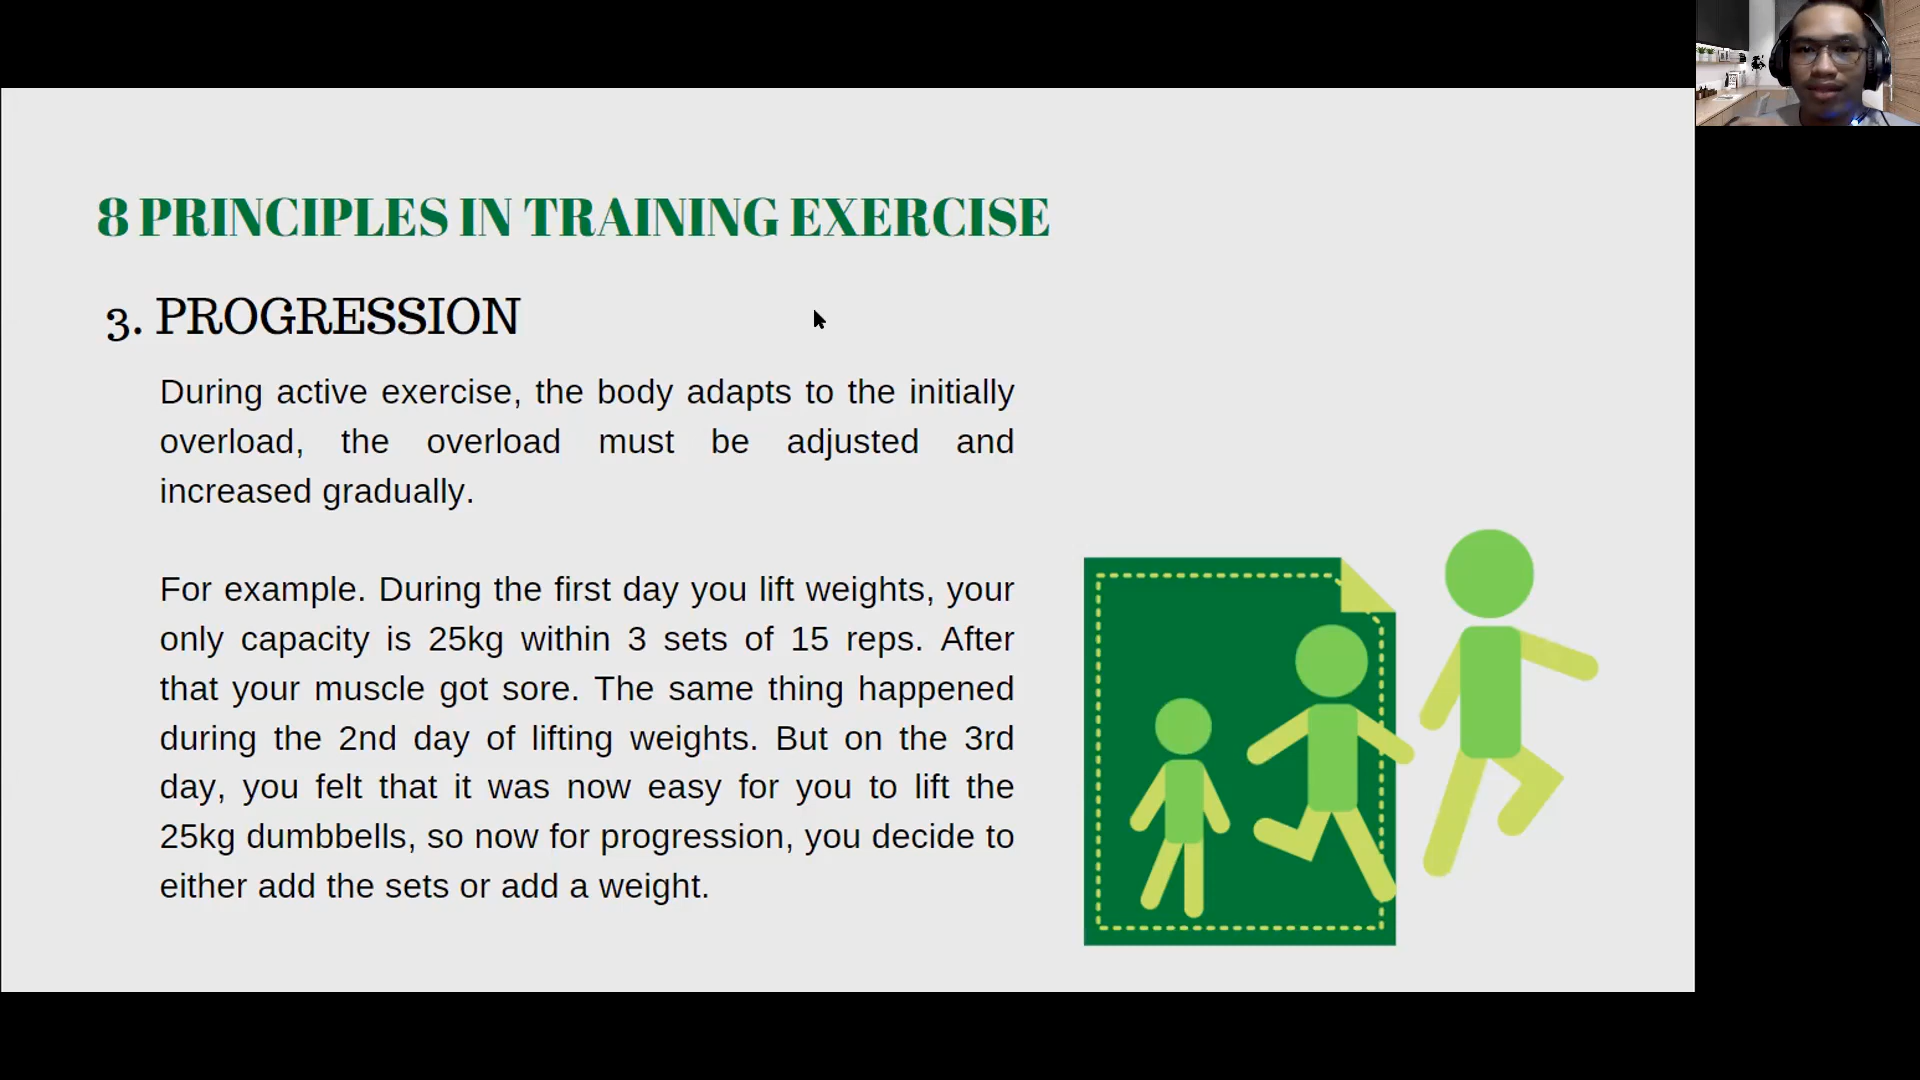 8 PRINCIPLES IN TRAINING EXERCISE
3. PROGRESSION
During active exercise, the body adapts to the initially
overload, the overload must be adjusted and
increased gradually.
For example. During the first day you lift weights, your
only capacity is 25kg within 3 sets of 15 reps. After
that your muscle got sore. The same thing happened
during the 2nd day of lifting weights. But on the 3rd
day, you felt that it was now easy for you to lift the
25kg dumbbells, so now for progression, you decide to
either add the sets or add a weight.